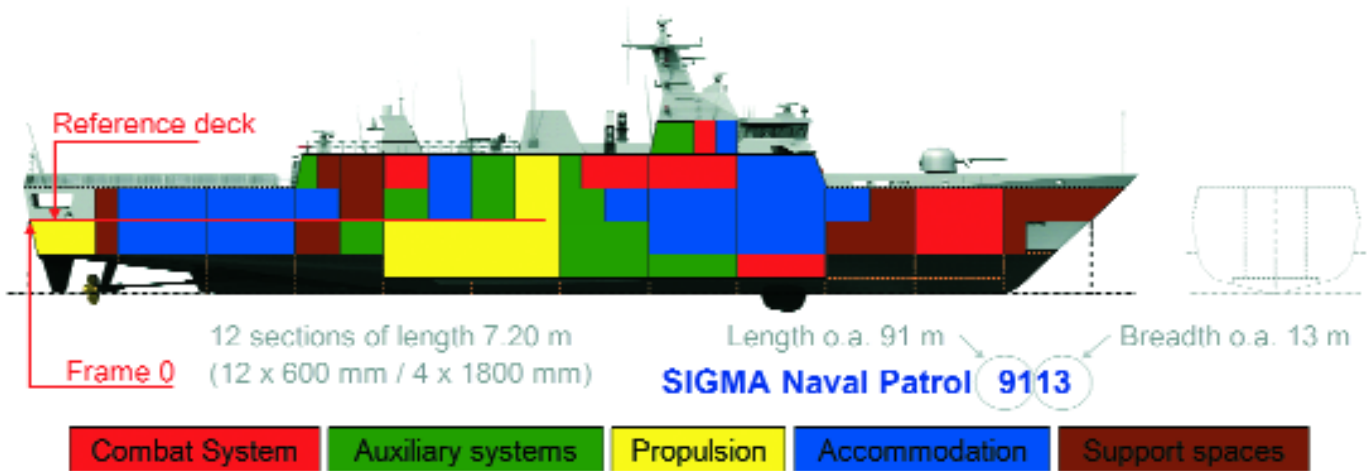 Reference deck
12 sections of length 7.20 m
(12 x 600 mm / 4 x 1800 mm)
Frame 0
Length o.a. 91 m
Breadth o.a. 13 m
SIGMA Naval Patrol 9113
Combat System
Auxiliary systems
Propulsion
Accommodation
Support spaces